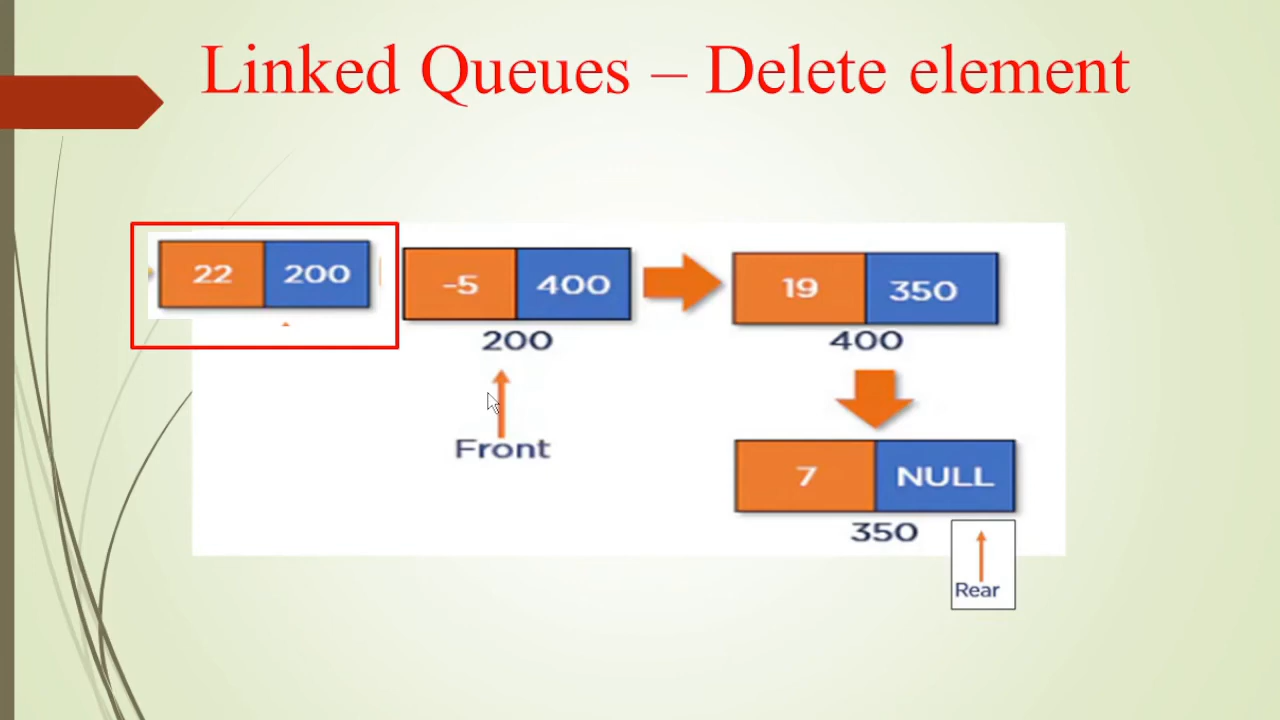 Linked Queues – Delete element
22 200
-5 400
19 350
200
400
Front
7 NULL
350
Rear